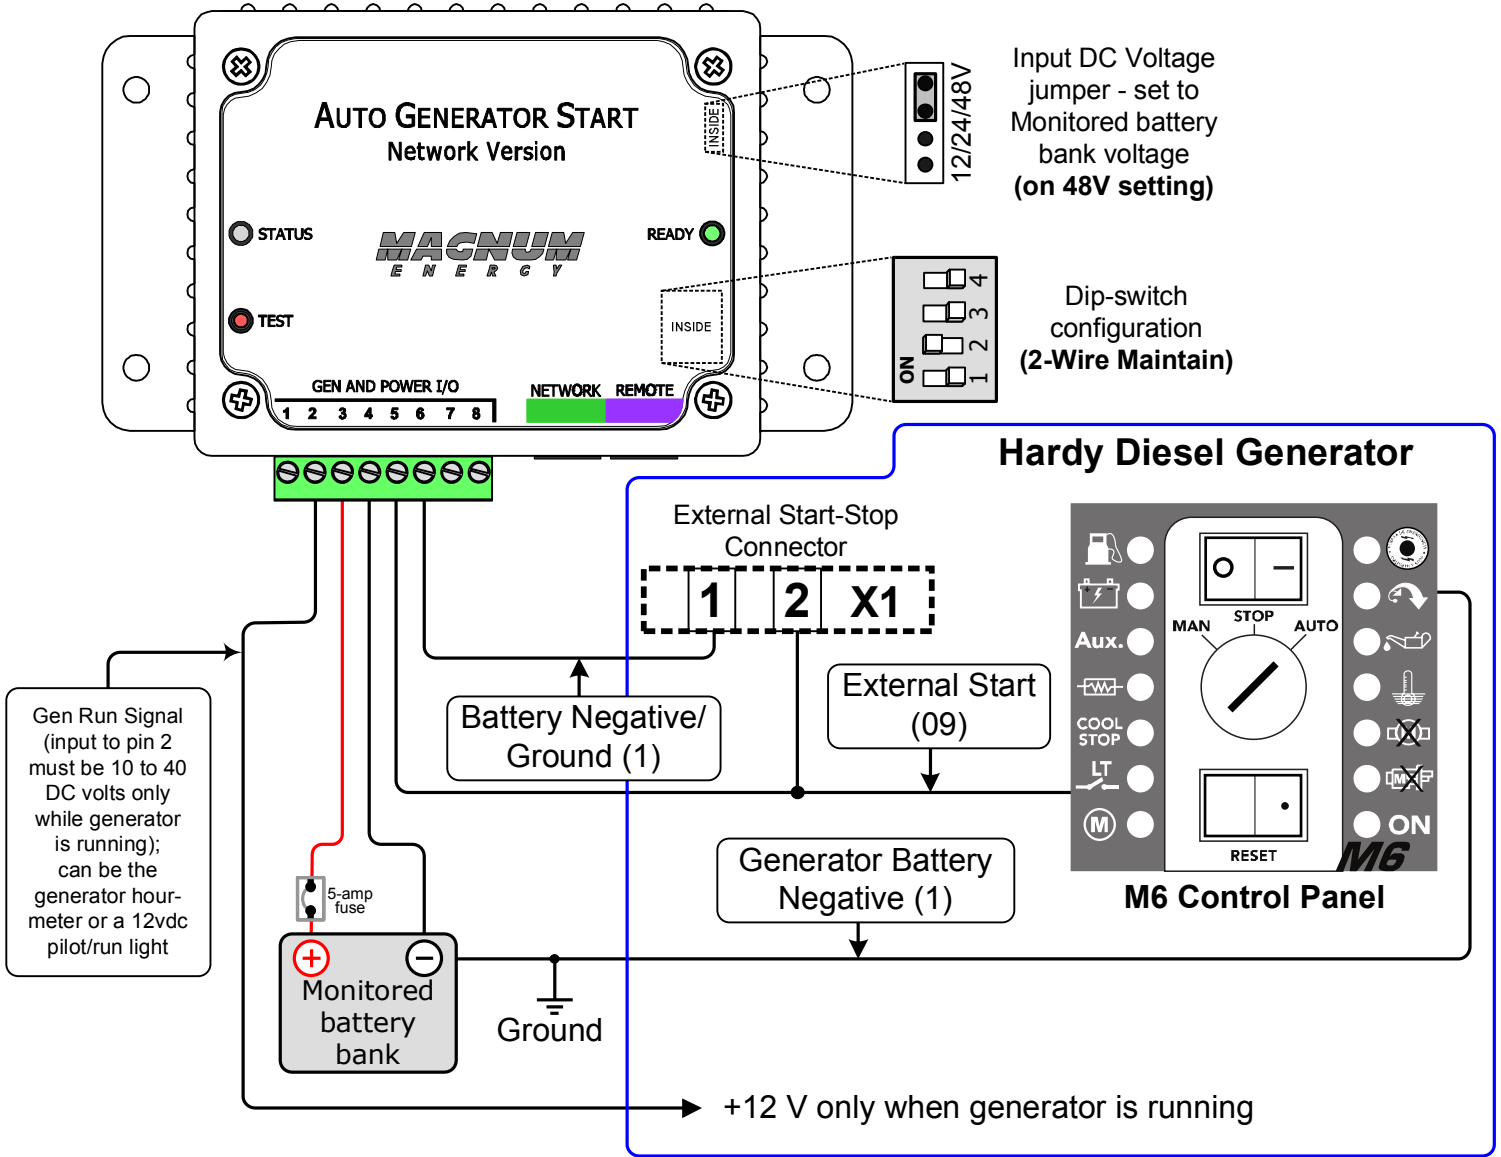 AUTO GENERATOR START
Network Version
INSIDE
STATUS
READY
MAGNUM
ENERGY
TEST
INSIDE
GEN AND POWER I/O
1 2 3 4 5 6 7 8
NETWORK REMOTE
12/24/48V
Input DC Voltage
jumper - set to
Monitored battery
bank voltage
(on 48V setting)
4
3
2
1
ON
Dip-switch
configuration
(2-Wire Maintain)
Hardy Diesel Generator
External Start-Stop
Connector
1 2 X1
MAN STOP AUTO
Aux.
COOL
STOP
LT
M
M
ON
RESET
M6
M6 Control Panel
Gen Run Signal
(input to pin 2
must be 10 to 40
DC volts only
while generator
is running);
can be the
generator hour-
meter or a 12vdc
pilot/run light
Battery Negative/
Ground (1)
External Start
(09)
Generator Battery
Negative (1)
5-amp
fuse
Monitored
battery
bank
Ground
+12 V only when generator is running